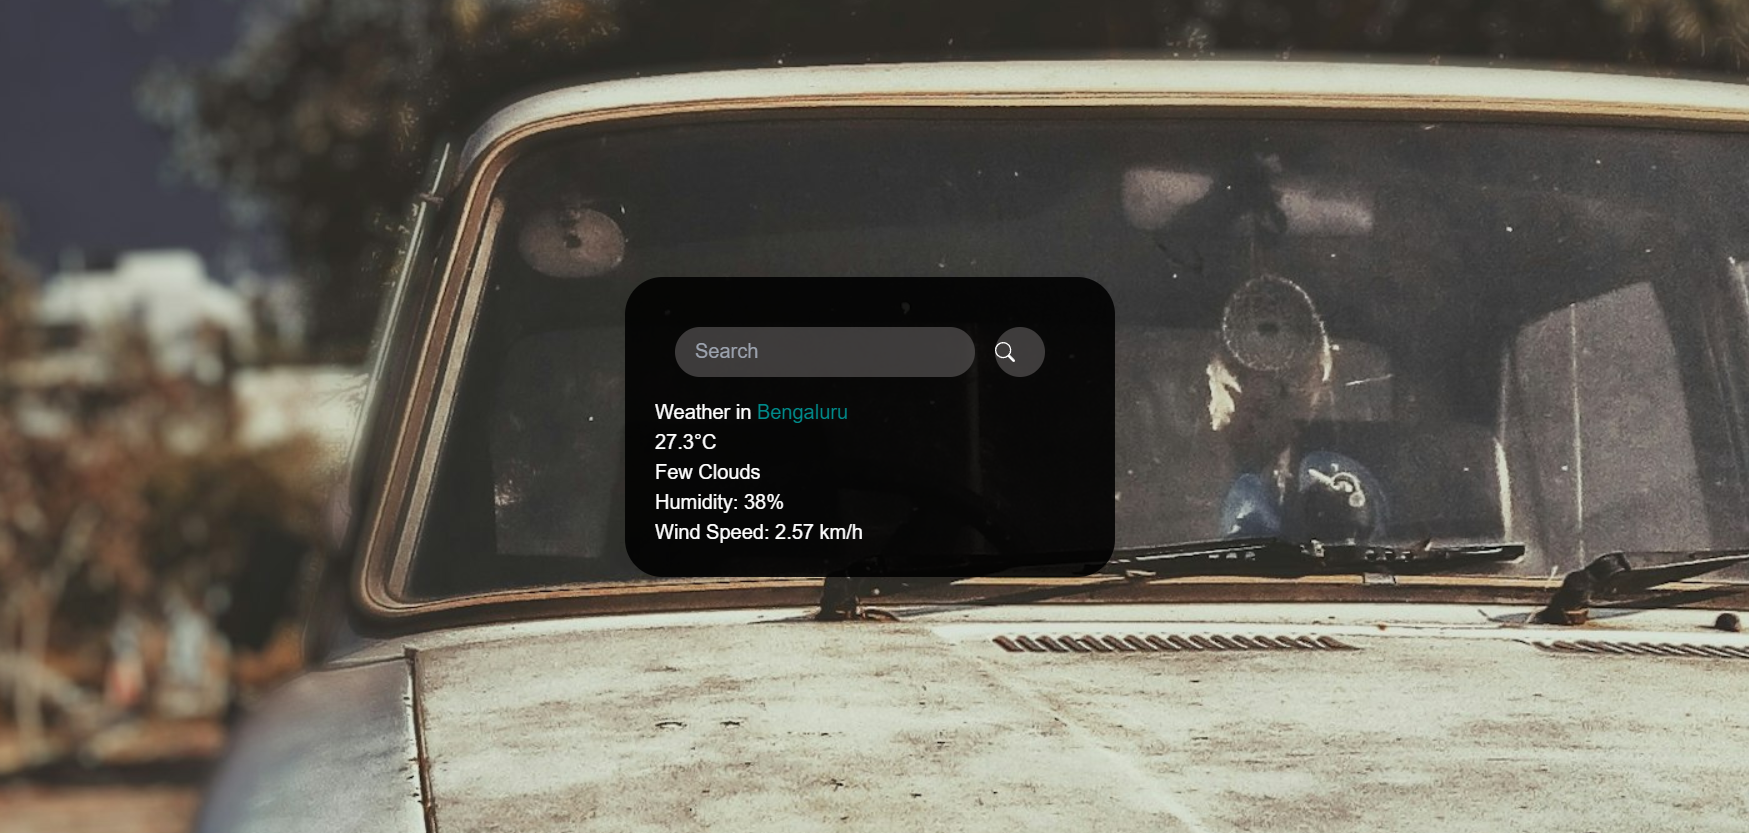 Search
Weather in Bengaluru
27.3°C
Few Clouds
Humidity: 38%
Wind Speed: 2.57 km/h